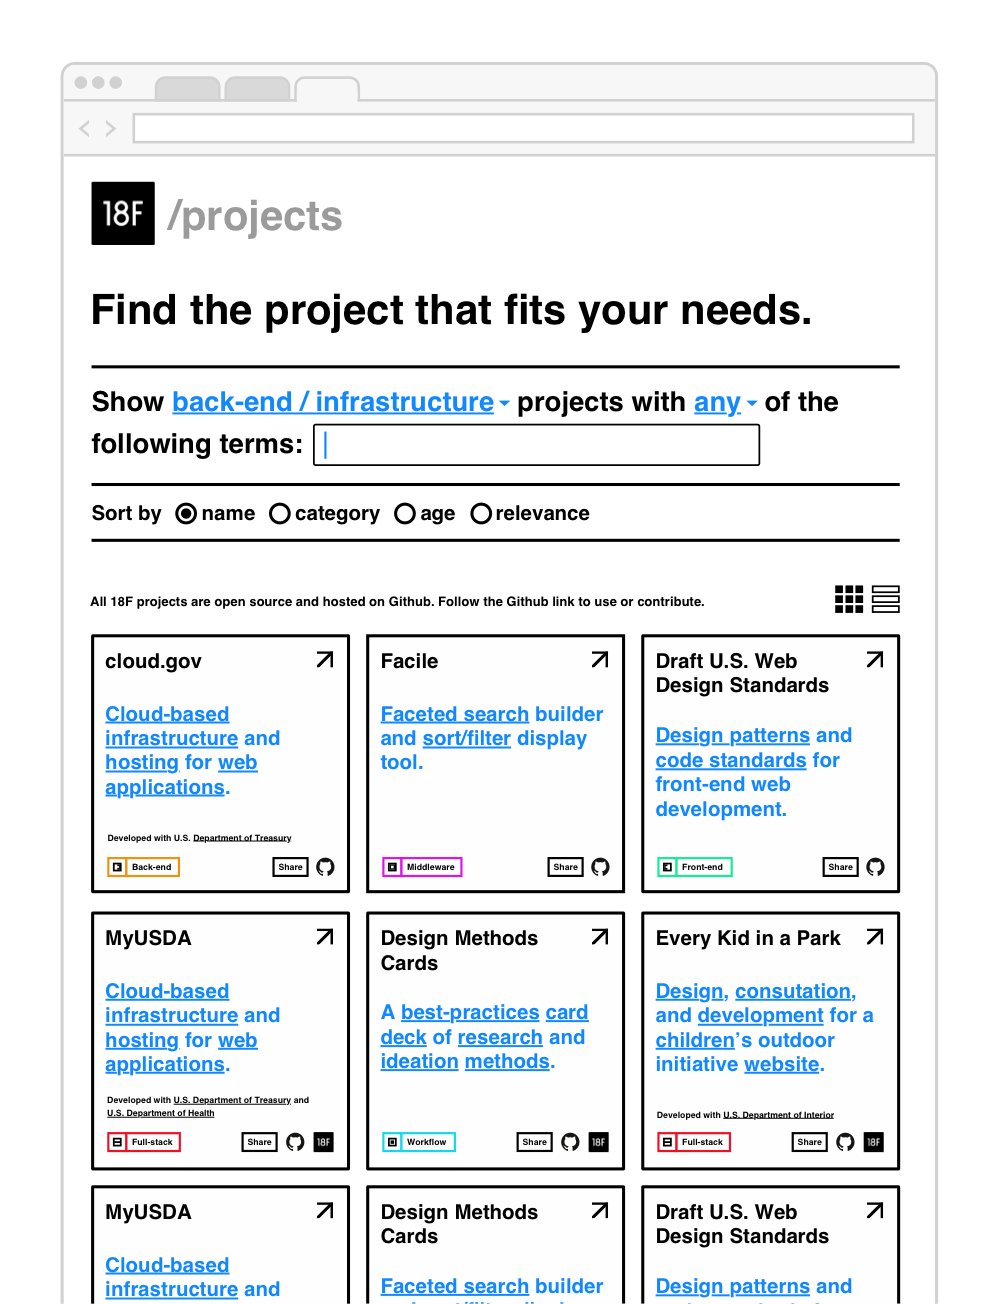 18F /projects
Find the project that fits your needs.
Show back-end / infrastructure projects with any of the
following terms:
Sort by name category age relevance
All 18F projects are open source and hosted on Github. Follow the Github link to use or contribute.
cloud.gov
Cloud-based
infrastructure and
hosting for web
applications.
Developed with U.S. Department of Treasury
Back-end Share
Facile
Faceted search builder
and sort/filter display
tool.
Middleware Share
Draft U.S. Web
Design Standards
Design patterns and
code standards for
front-end web
development.
Front-end Share
MyUSDA
Cloud-based
infrastructure and
hosting for web
applications.
Developed with U.S. Department of Treasury and
U.S. Department of Health
Full-stack Share 18F
Design Methods
Cards
A best-practices card
deck of research and
ideation methods.
Workflow Share 18F
Every Kid in a Park
Design, consutation,
and development for a
children's outdoor
initiative website.
Developed with U.S. Department of Interior
Full-stack Share 18F
MyUSDA
Cloud-based
infrastructure and
Design Methods
Cards
Faceted search builder
Draft U.S. Web
Design Standards
Design patterns and